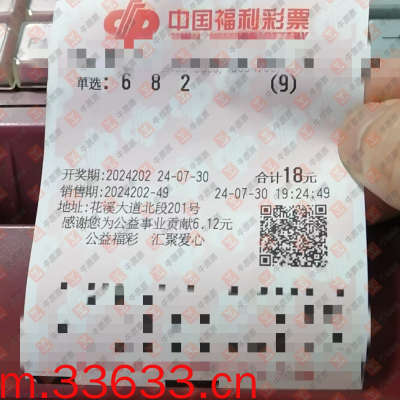 中国福利彩票
单选: 6 8 2 (9)
开奖期:2024202 24-07-30 合计18元
销售期:2024202-49 24-07-30 19:24:49
地址:花溪大道北段201号
感谢您为公益事业贡献6.12元
公益福彩 汇聚爱心
m.33633.cn